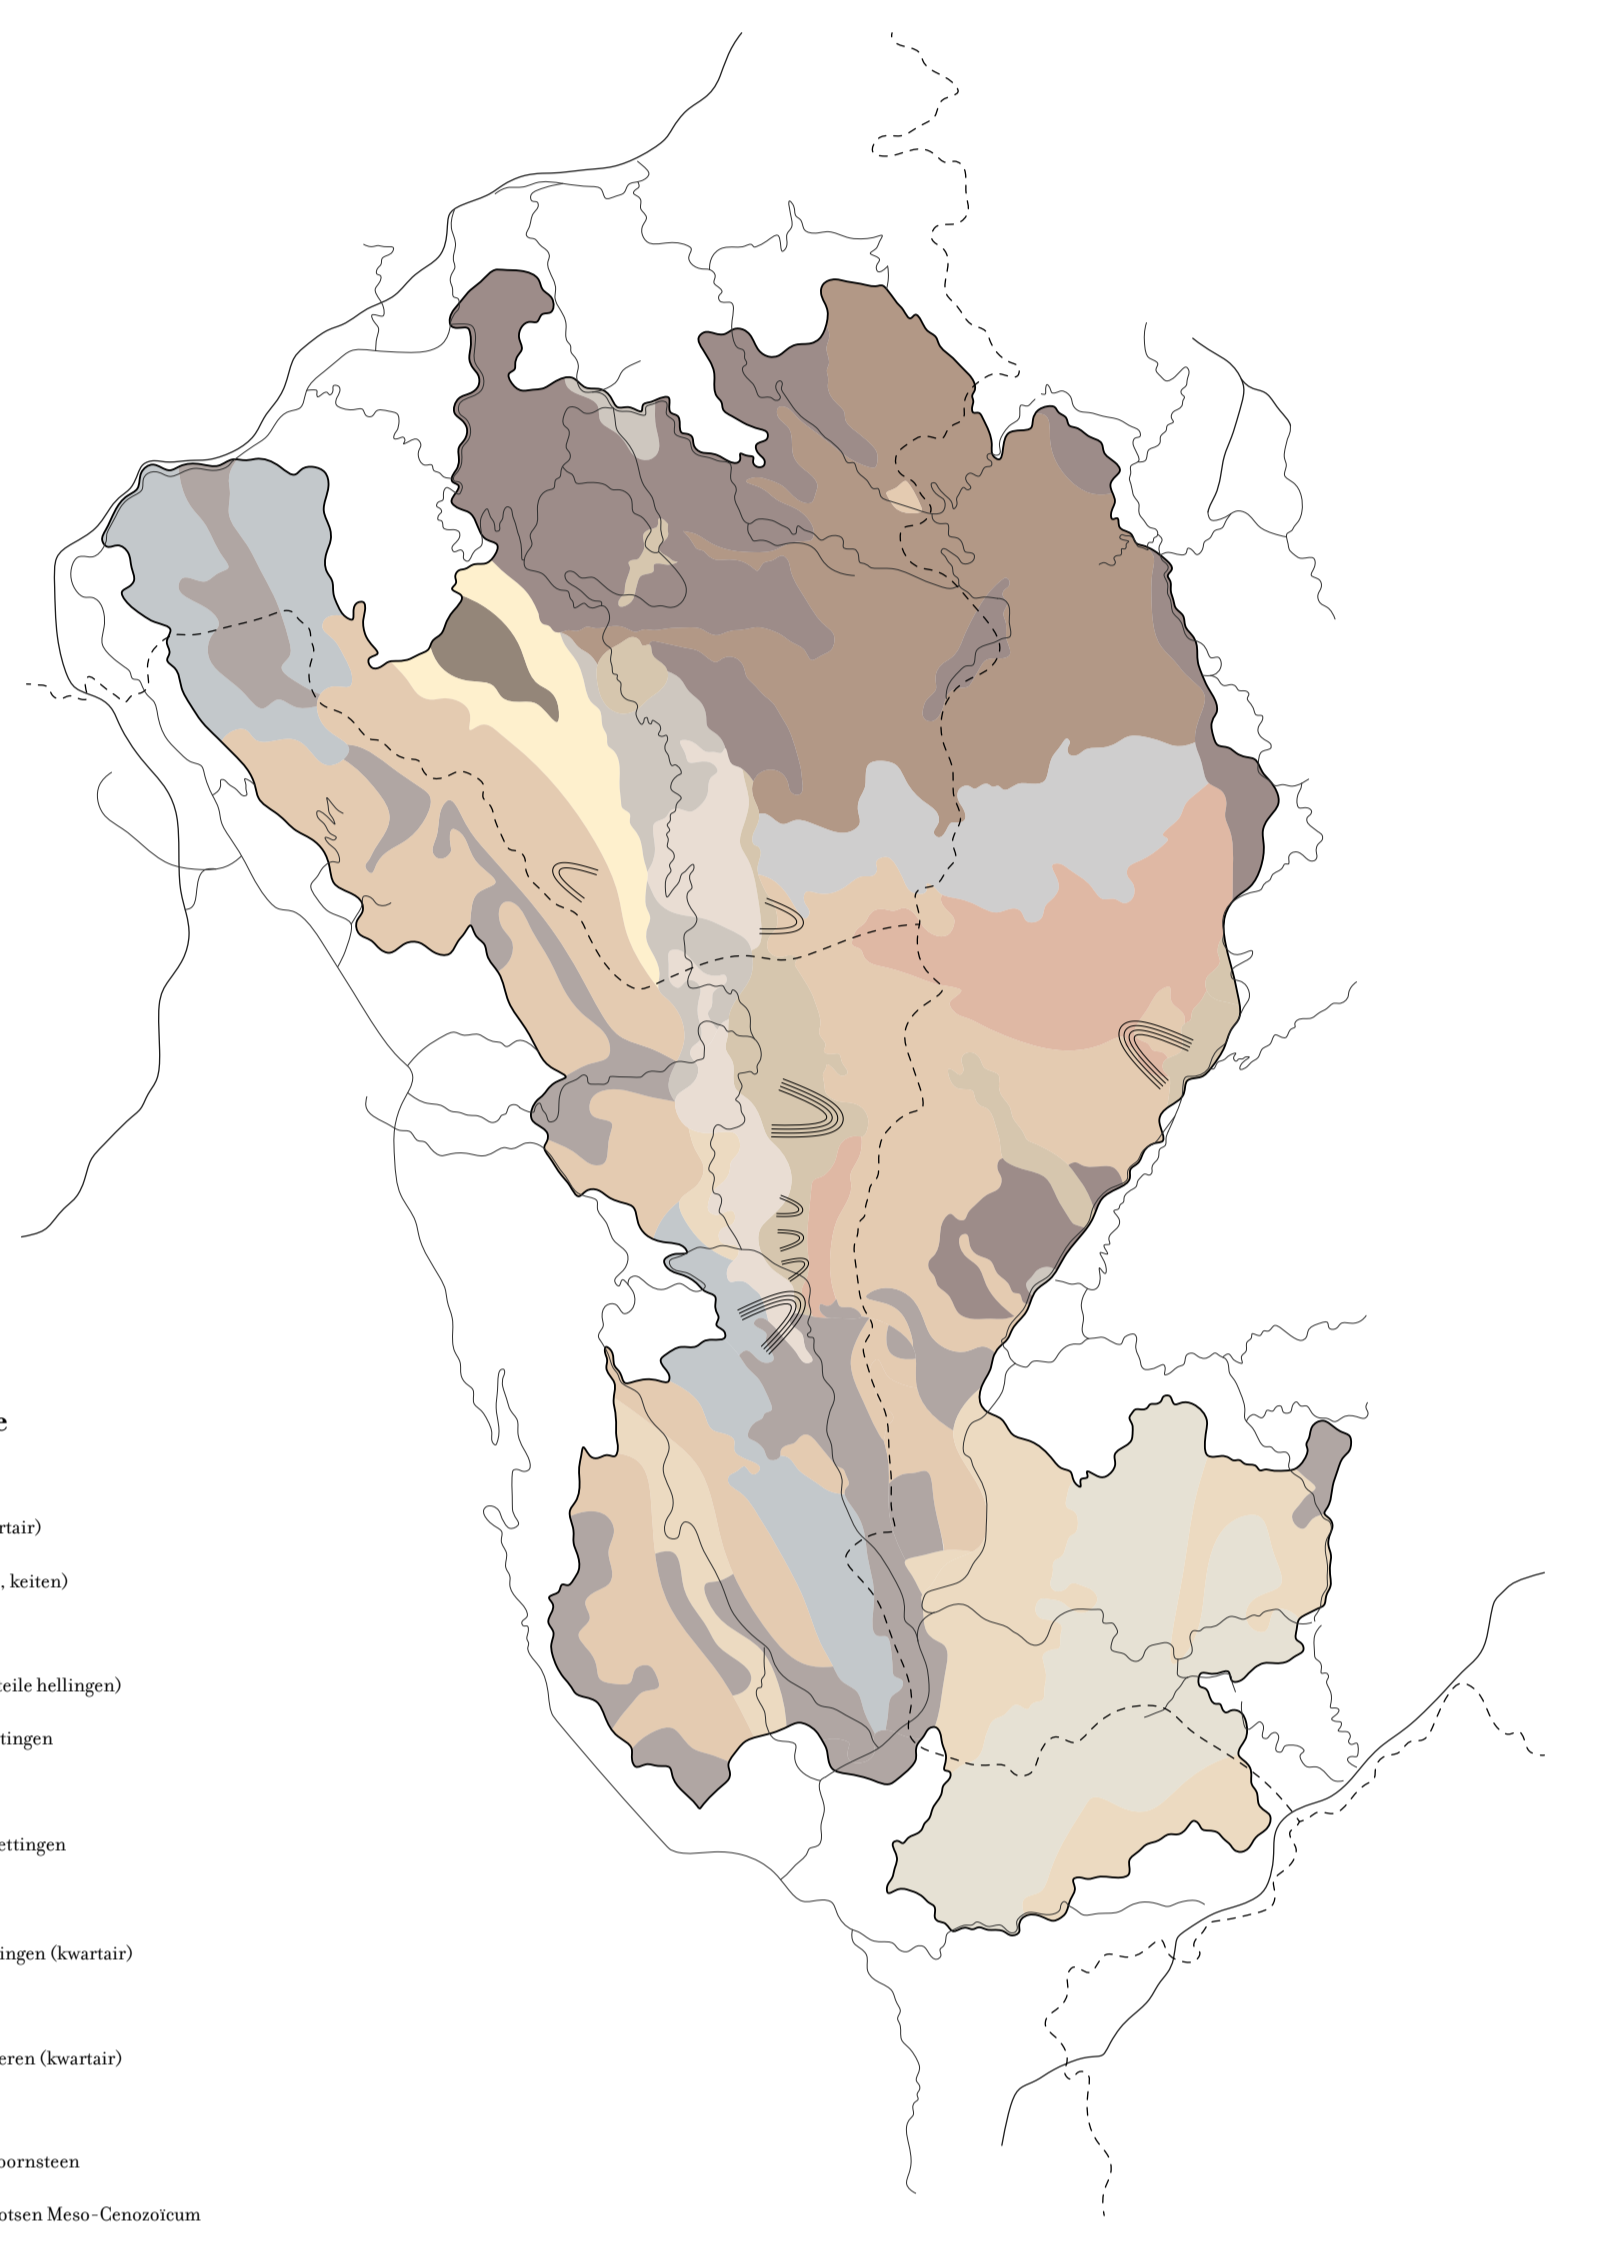 e
rtair)
, keiten)
teile hellingen)
tingen
ettingen
ingen (kwartair)
eren (kwartair)
oornsteen
otsen Meso-Cenozoïcum